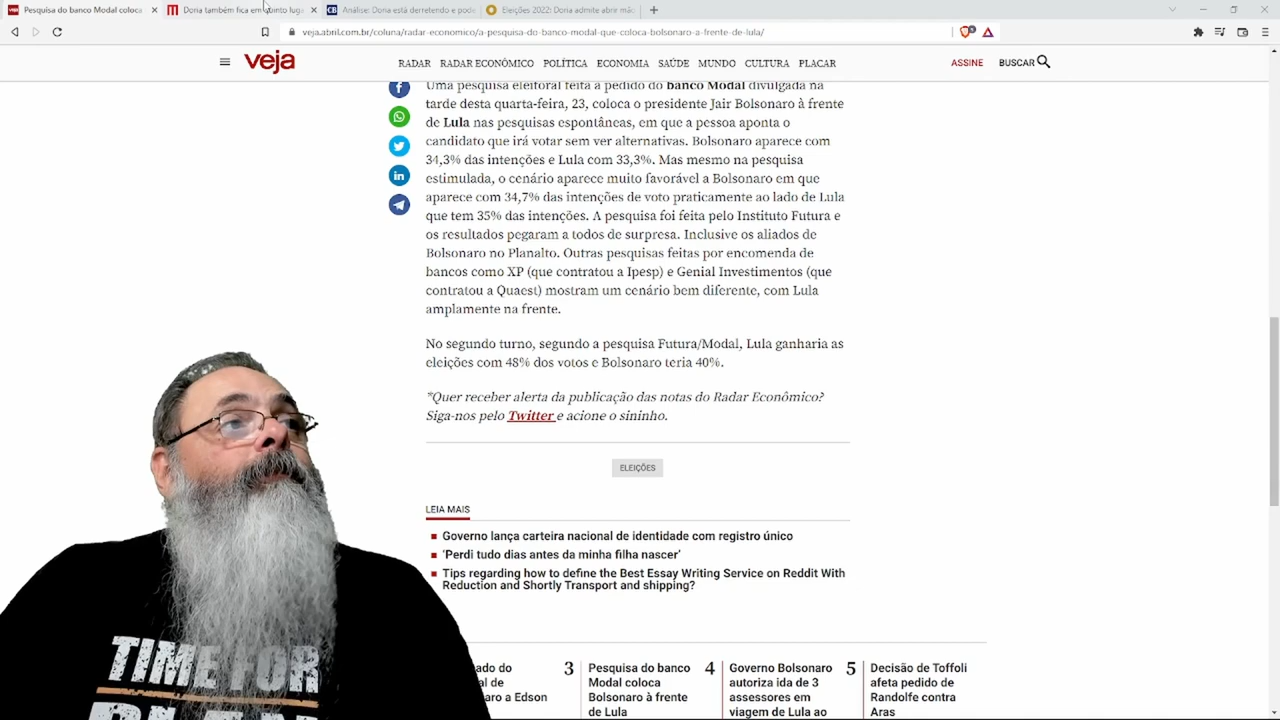 Pesquisa do banco Modal coloca
Doria também fica em
Análise: Doria está derretendo e pode
Eleições 2022: Doria admite abrir mão
veja.abril.com.br/coluna/radar-economico/a-pesquisa-do-banco-modal-que-coloca-bolsonaro-a-frente-de-lula/
veja
RADAR RADAR ECONÔMICO POLÍTICA ECONOMIA SAÚDE MUNDO CULTURA PLACAR
ASSINE
BUSCAR
Uma pesquisa eleitoral feita a pedido do banco Modal divulgada na
tarde desta quarta-feira, 23, coloca o presidente Jair Bolsonaro à frente
de Lula nas pesquisas espontâneas, em que a pessoa aponta o
candidato que irá votar sem ver alternativas. Bolsonaro aparece com
34,3% das intenções e Lula com 33,3%. Mas mesmo na pesquisa
estimulada, o cenário aparece muito favorável a Bolsonaro em que
aparece com 34,7% das intenções de voto praticamente ao lado de Lula
que tem 35% das intenções. A pesquisa foi feita pelo Instituto Futura e
os resultados pegaram a todos de surpresa. Inclusive os aliados de
Bolsonaro no Planalto. Outras pesquisas feitas por encomenda de
bancos como XP (que contratou a Ipesp) e Genial Investimentos (que
contratou a Quaest) mostram um cenário bem diferente, com Lula
amplamente na frente.
No segundo turno, segundo a pesquisa Futura/Modal, Lula ganharia as
eleições com 48% dos votos e Bolsonaro teria 40%.
*Quer receber alerta da publicação das notas do Radar Econômico?
Siga-nos pelo Twitter e acione o sininho.
ELEIÇÕES
LEIA MAIS
Governo lança carteira nacional de identidade com registro único
'Perdi tudo dias antes da minha filha nascer'
Tips regarding how to define the Best Essay Writing Service on Reddit With
Reduction and Shortly Transport and shipping?
ado do
al de
aro a Edson
3 Pesquisa do banco
Modal coloca
Bolsonaro à frente
de Lula
4 Governo Bolsonaro
autoriza ida de 3
assessores em
viagem de Lula ao
5 Decisão de Toffoli
afeta pedido de
Randolfe contra
Aras
TIME FOR